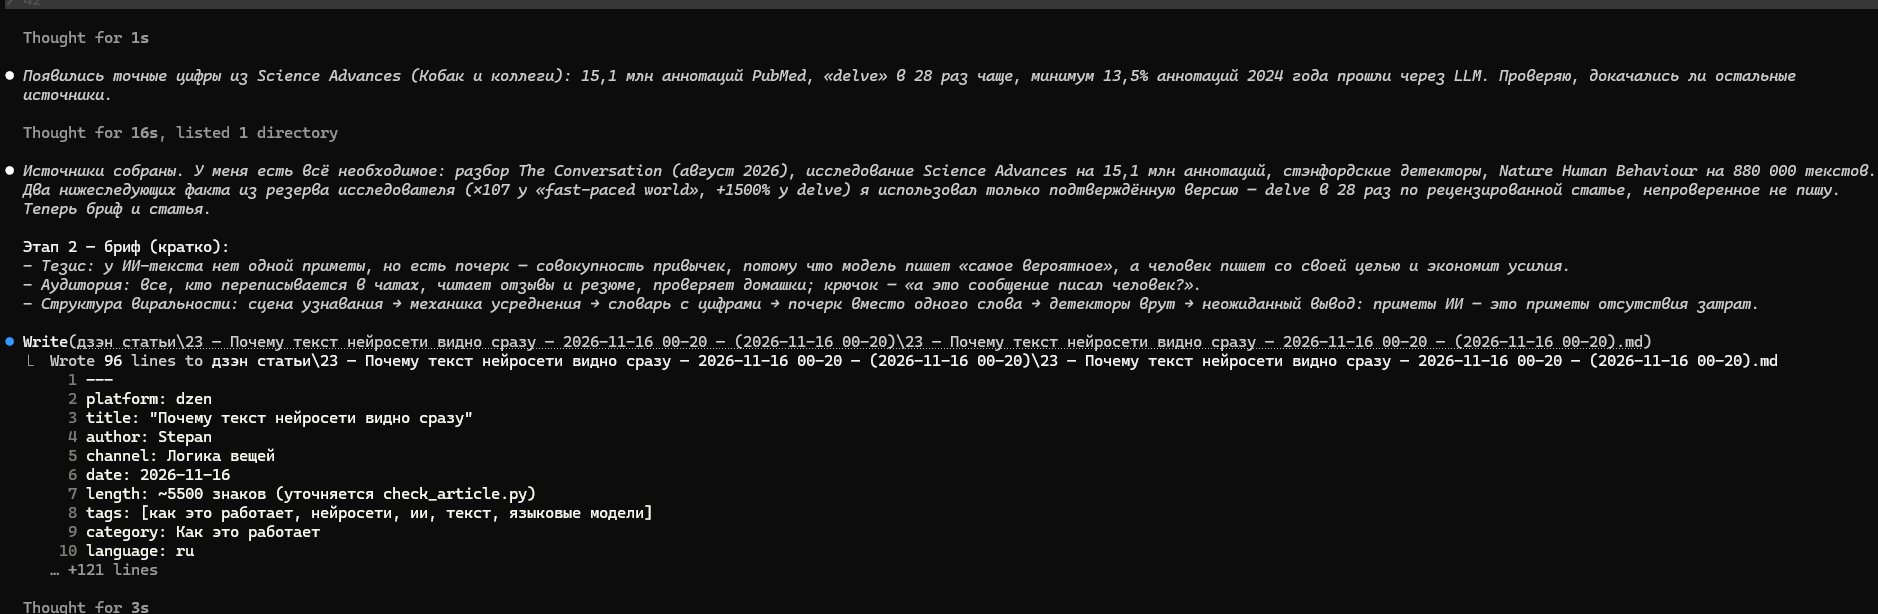 Thought for 1s
● Появились точные цифры из Science Advances (Кобак и коллеги): 15,1 млн аннотаций PubMed, «delve» в 28 раз чаще, минимум 13,5% аннотаций 2024 года прошли через LLM. Проверяю, докачались ли остальные
источники.
Thought for 16s, listed 1 directory
● Источники собраны. У меня есть всё необходимое: разбор The Conversation (август 2026), исследование Science Advances на 15,1 млн аннотаций, стэнфордские детекторы, Nature Human Behaviour на 880 000 текстов.
Два нижеследующих факта из резерва исследователя (×107 у «fast-paced world», +1500% у delve) я использовал только подтверждённую версию — delve в 28 раз по рецензированной статье, непроверенное не пишу.
Теперь бриф и статья.
Этап 2 — бриф (кратко):
- Тезис: у ИИ-текста нет одной приметы, но есть почерк — совокупность привычек, потому что модель пишет «самое вероятное», а человек пишет со своей целью и экономит усилия.
- Аудитория: все, кто переписывается в чатах, читает отзывы и резюме, проверяет домашки; крючок — «а это сообщение писал человек?».
- Структура виральности: сцена узнавания → механика усреднения → словарь с цифрами → почерк вместо одного слова → детекторы врут → неожиданный вывод: приметы ИИ — это приметы отсутствия затрат.
● Write(дзэн статьи\23 — Почему текст нейросети видно сразу — 2026-11-16 00-20 — (2026-11-16 00-20)\23 — Почему текст нейросети видно сразу — 2026-11-16 00-20 — (2026-11-16 00-20).md)
└ Wrote 96 lines to дзэн статьи\23 — Почему текст нейросети видно сразу — 2026-11-16 00-20 — (2026-11-16 00-20)\23 — Почему текст нейросети видно сразу — 2026-11-16 00-20 — (2026-11-16 00-20).md
1 ---
2 platform: dzen
3 title: "Почему текст нейросети видно сразу"
4 author: Stepan
5 channel: Логика вещей
6 date: 2026-11-16
7 length: ~5500 знаков (уточняется check_article.py)
8 tags: [как это работает, нейросети, ии, текст, языковые модели]
9 category: Как это работает
10 language: ru
… +121 lines
Thought for 3s